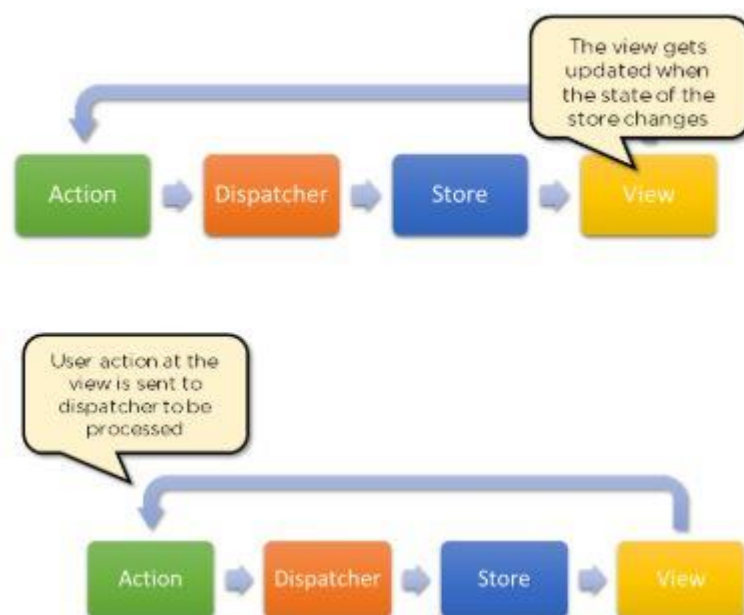 The view gets
updated when
the state of the
store changes
Action
Dispatcher
Store
View
User action at the
view is sent to
dispatcher to be
processed
Action
Dispatcher
Store
View